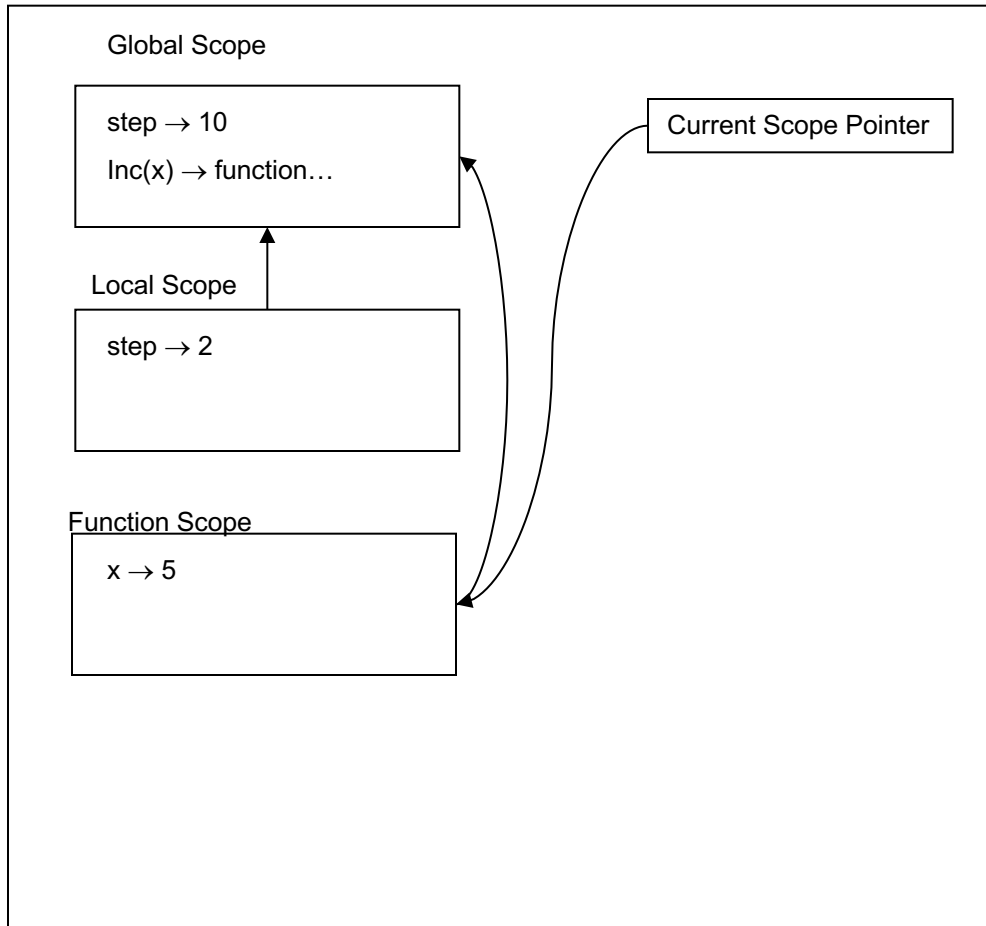 Global Scope
step → 10
Inc(x) → function…
Current Scope Pointer
Local Scope
step → 2
Function Scope
x → 5